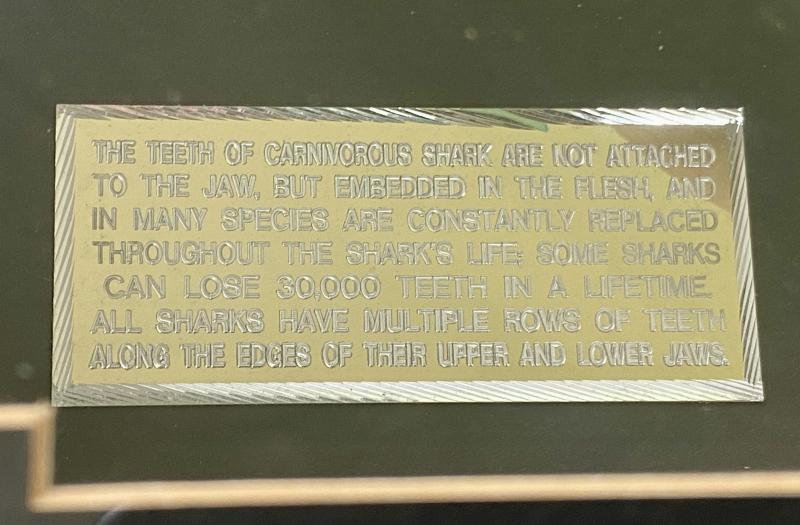 THE TEETH OF CARNIVOROUS SHARK ARE NOT ATTACHED
TO THE JAW, BUT EMBEDDED IN THE FLESH, AND
IN MANY SPECIES ARE CONSTANTLY REPLACED
THROUGHOUT THE SHARK'S LIFE; SOME SHARKS
CAN LOSE 30,000 TEETH IN A LIFETIME.
ALL SHARKS HAVE MULTIPLE ROWS OF TEETH
ALONG THE EDGES OF THEIR UPPER AND LOWER JAWS.